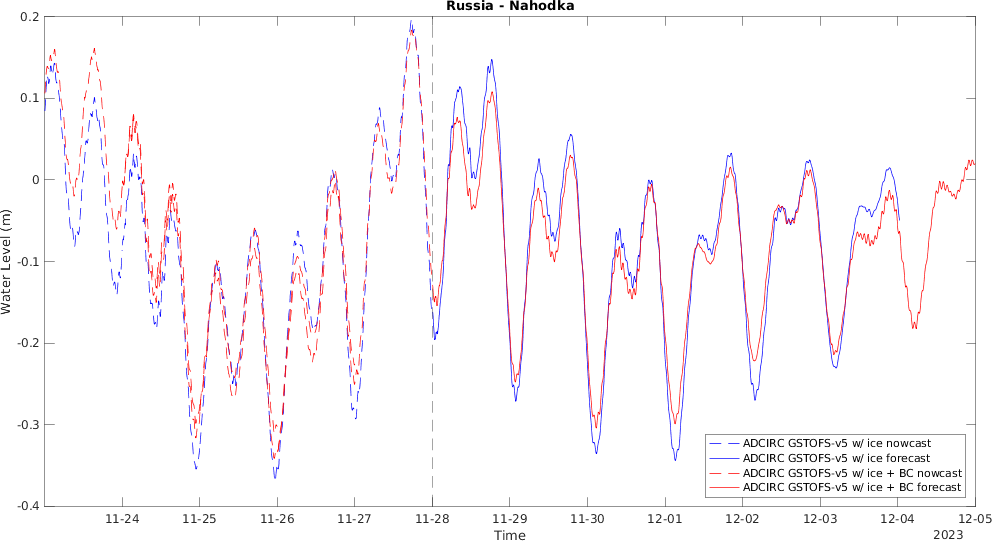 Russia - Nahodka
0.2
0.1
0
-0.1
-0.2
-0.3
-0.4
Water Level (m)
11-24
11-25
11-26
11-27
11-28
11-29
11-30
12-01
12-02
12-03
12-04
12-05
Time
2023
ADCIRC GSTOFS-v5 w/ ice nowcast
ADCIRC GSTOFS-v5 w/ ice forecast
ADCIRC GSTOFS-v5 w/ ice + BC nowcast
ADCIRC GSTOFS-v5 w/ ice + BC forecast